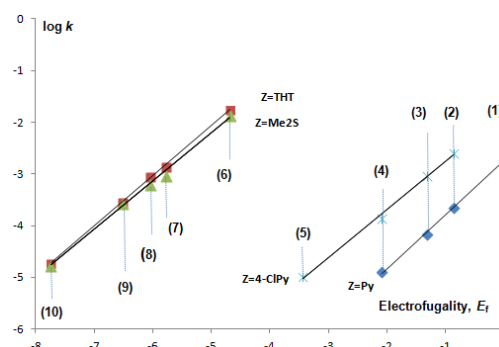 log k
0
-1
-2
-3
-4
-5
-6
Z=THT
Z=Me2S
(3) (2) (1)
(4)
(6)
(7)
(8)
(5)
(9)
(10)
Z=4-ClPy
Z=Py
Electrofugality, Ef
-8 -7 -6 -5 -4 -3 -2 -1